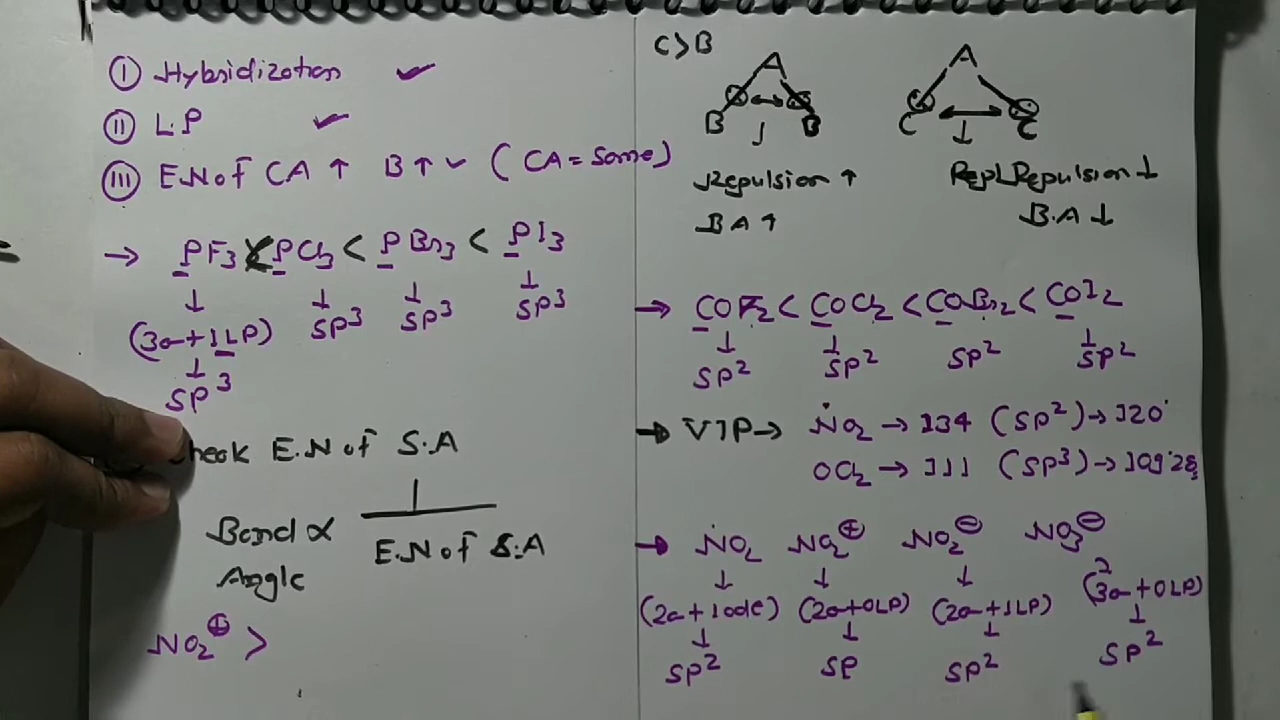 ① Hybridization ✓
② L.P ✓
③ E.N of CA ↑ B ↑ ✓ (CA = Same)
→ PF3 < PCl3 < PBr3 < PI3
↓ ↓ ↓ ↓
(3σ+1LP) SP3 SP3 SP3
↓
SP3
Check E.N of S.A
Bond Angle ∝ 1 / E.N of S.A
NO2⊕ >
C > B
A
B ↔ B
↓
Repulsion ↑
BA ↑
A
C ↔ C
↓
Repulsion ↓
B.A ↓
→ COF2 < COCl2 < COBr2 < COI2
↓ ↓ ↓
SP2 SP2 SP2 SP2
→ VIP → NO2 → 134 (SP2) → 120°
OCl2 → 111 (SP3) → 109°28
→ NO2 NO2⊕ NO2⊖ NO3⊖
↓ ↓ ↓
(2σ+1ode) (2σ+0LP) (2σ+1LP) (3σ+0LP)
↓ ↓ ↓ ↓
SP2 SP SP2 SP2